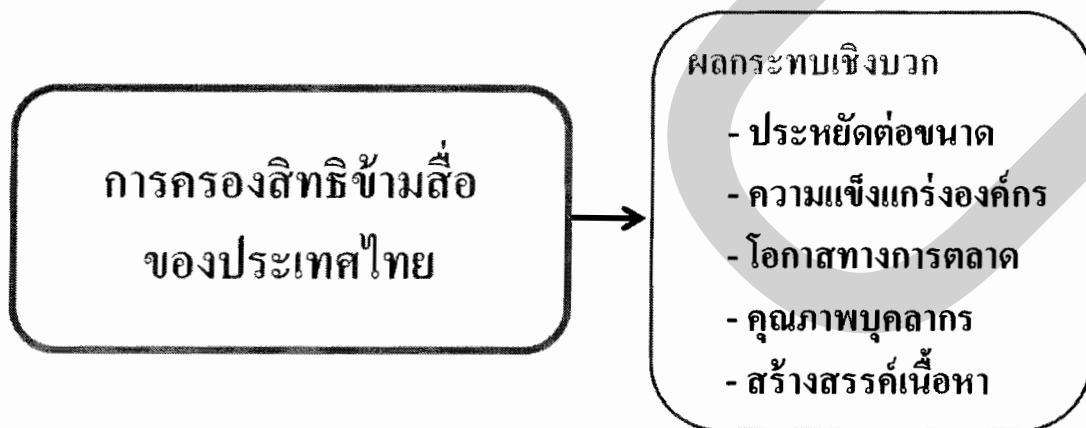 การครองสิทธิข้ามสื่อ
ของประเทศไทย
ผลกระทบเชิงบวก
- ประหยัดต่อขนาด
- ความแข็งแกร่งองค์กร
- โอกาสทางการตลาด
- คุณภาพบุคลากร
- สร้างสรรค์เนื้อหา